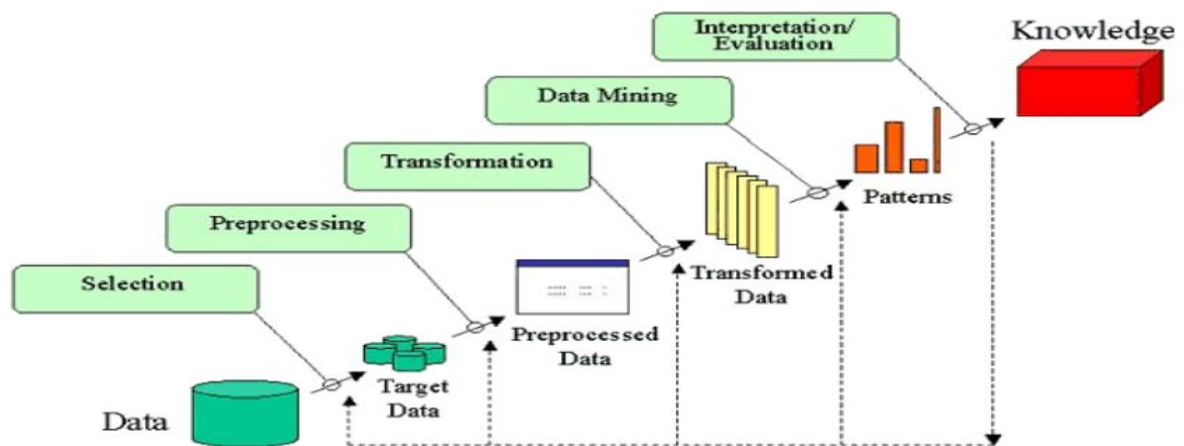 Interpretation/
Evaluation
Knowledge
Data Mining
Transformation
Patterns
Preprocessing
Transformed
Data
Selection
Preprocessed
Data
Target
Data
Data